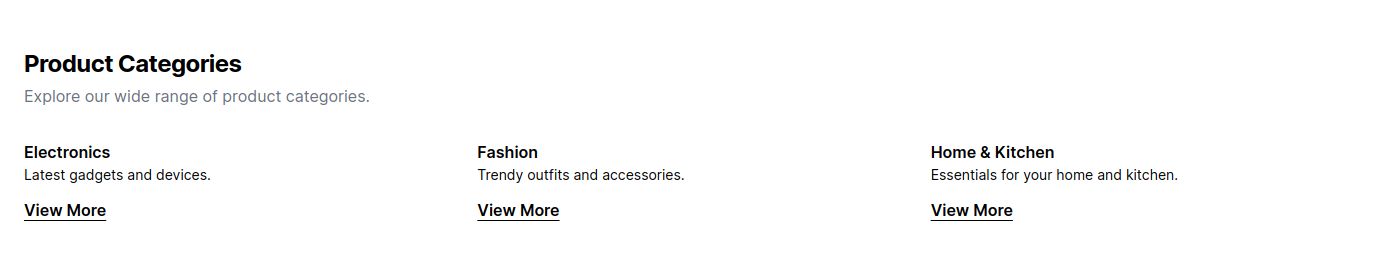 Product Categories
Explore our wide range of product categories.
Electronics
Latest gadgets and devices.
View More
Fashion
Trendy outfits and accessories.
View More
Home & Kitchen
Essentials for your home and kitchen.
View More